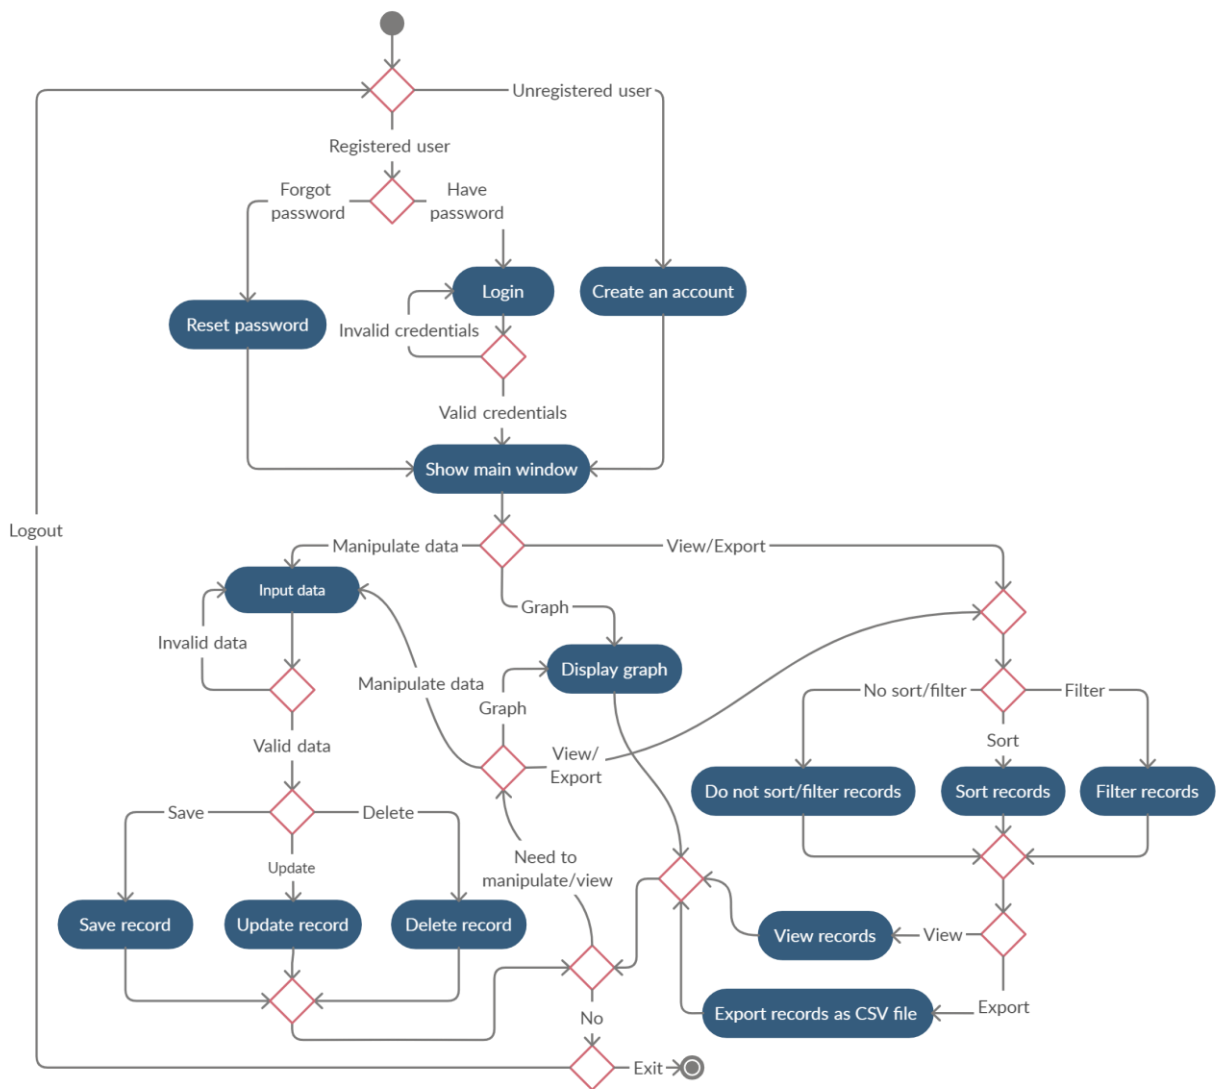 Unregistered user
Registered user
Forgot
password
Have
password
Login
Create an account
Reset password
Invalid credentials
Valid credentials
Show main window
Logout
Manipulate data
View/Export
Input data
Graph
Invalid data
Display graph
Manipulate data
Graph
No sort/filter
Filter
Sort
Valid data
View/
Export
Do not sort/filter records
Sort records
Filter records
Save
Delete
Update
Need to
manipulate/view
Save record
Update record
Delete record
View records
View
Export records as CSV file
Export
No
Exit